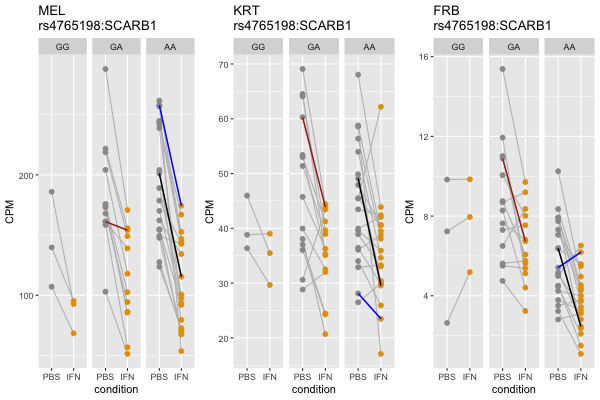 MEL
rs4765198:SCARB1
GG GA AA
CPM
200
100
PBS IFN PBS IFN PBS IFN
condition
KRT
rs4765198:SCARB1
GG GA AA
CPM
70
60
50
40
30
20
PBS IFN PBS IFN PBS IFN
condition
FRB
rs4765198:SCARB1
GG GA AA
CPM
16
12
8
4
PBS IFN PBS IFN PBS IFN
condition